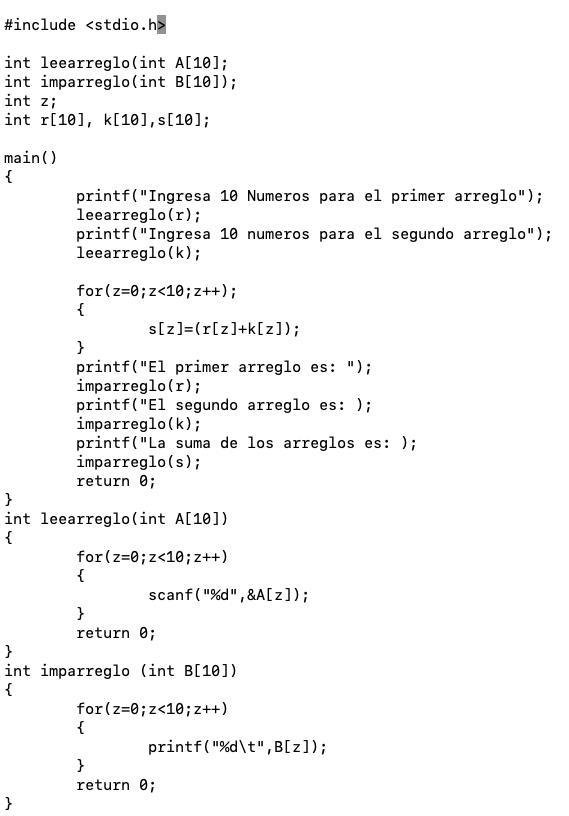 #include <stdio.h>
int leearreglo(int A[10];
int imparreglo(int B[10]);
int z;
int r[10], k[10],s[10];
main()
{
printf("Ingresa 10 Numeros para el primer arreglo");
leearreglo(r);
printf("Ingresa 10 numeros para el segundo arreglo");
leearreglo(k);
for(z=0;z<10;z++);
{
s[z]=(r[z]+k[z]);
}
printf("El primer arreglo es: ");
imparreglo(r);
printf("El segundo arreglo es: );
imparreglo(k);
printf("La suma de los arreglos es: );
imparreglo(s);
return 0;
}
int leearreglo(int A[10])
{
for(z=0;z<10;z++)
{
scanf("%d",&A[z]);
}
return 0;
}
int imparreglo (int B[10])
{
for(z=0;z<10;z++)
{
printf("%d\t",B[z]);
}
return 0;
}